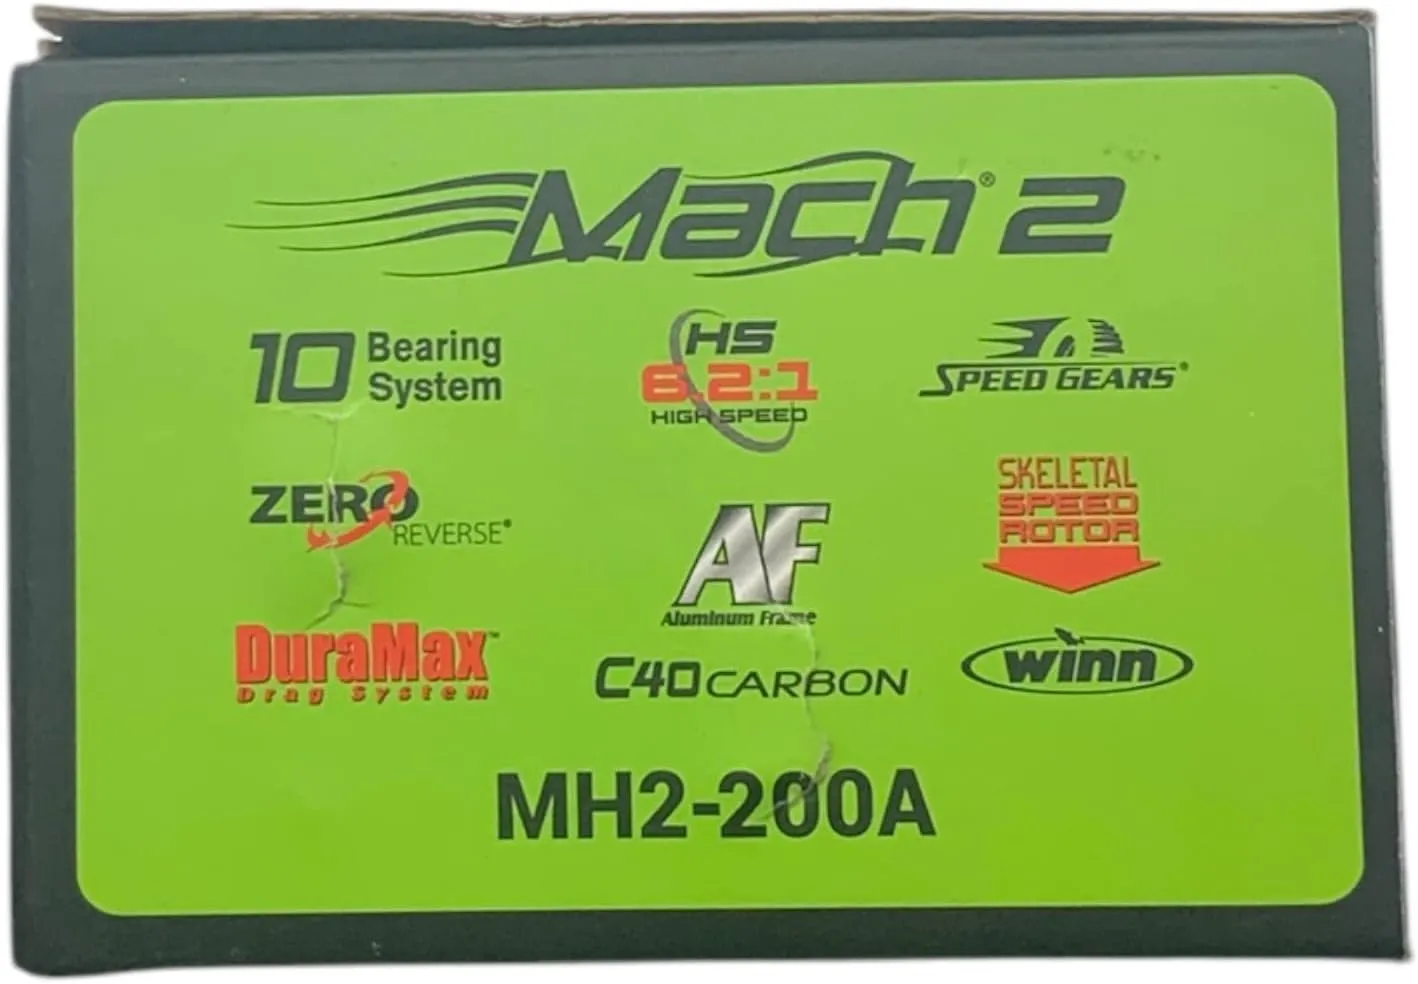 Mach® 2
10 Bearing System
HS
6.2:1
HIGH SPEED
SPEED GEARS®
ZERO
REVERSE®
AF
Aluminum Frame
SKELETAL
SPEED
ROTOR
DuraMax™
Drag System
C40 CARBON
winn
MH2-200A